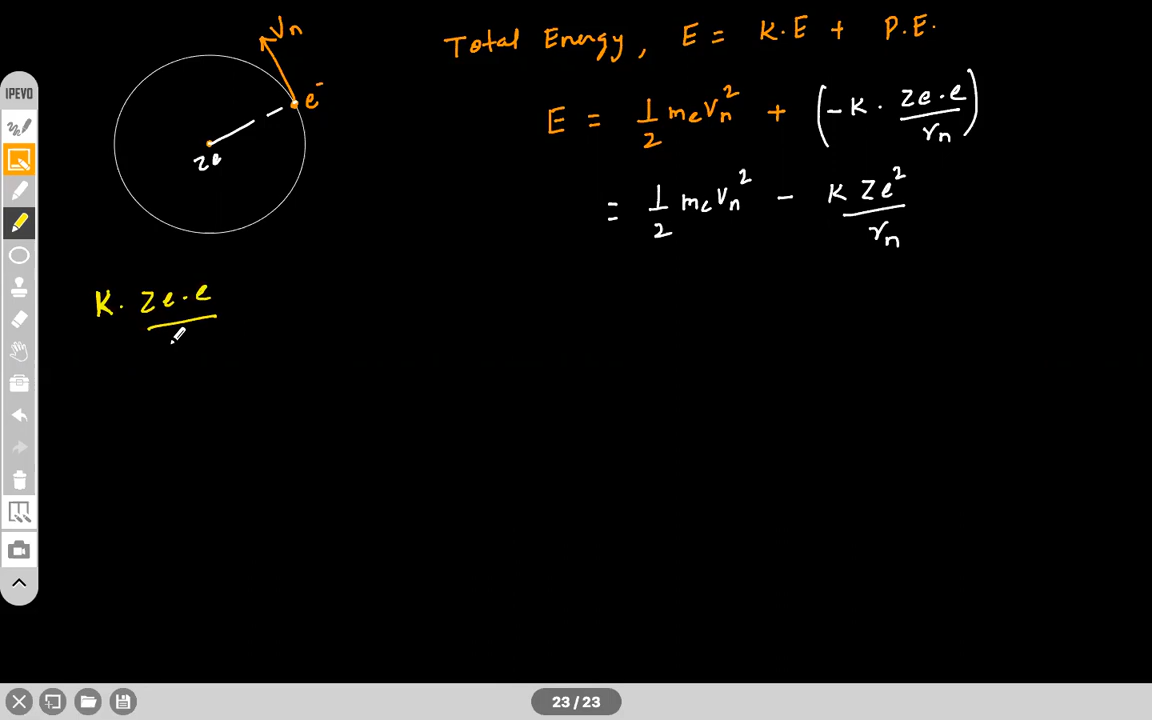 IPEVO
Vn
e⁻
Ze
Total Energy, E = K.E + P.E.
E = 1/2 meVn² + (-K · Ze·e/rn)
= 1/2 meVn² - KZe²/rn
K· Ze·e
23 / 23